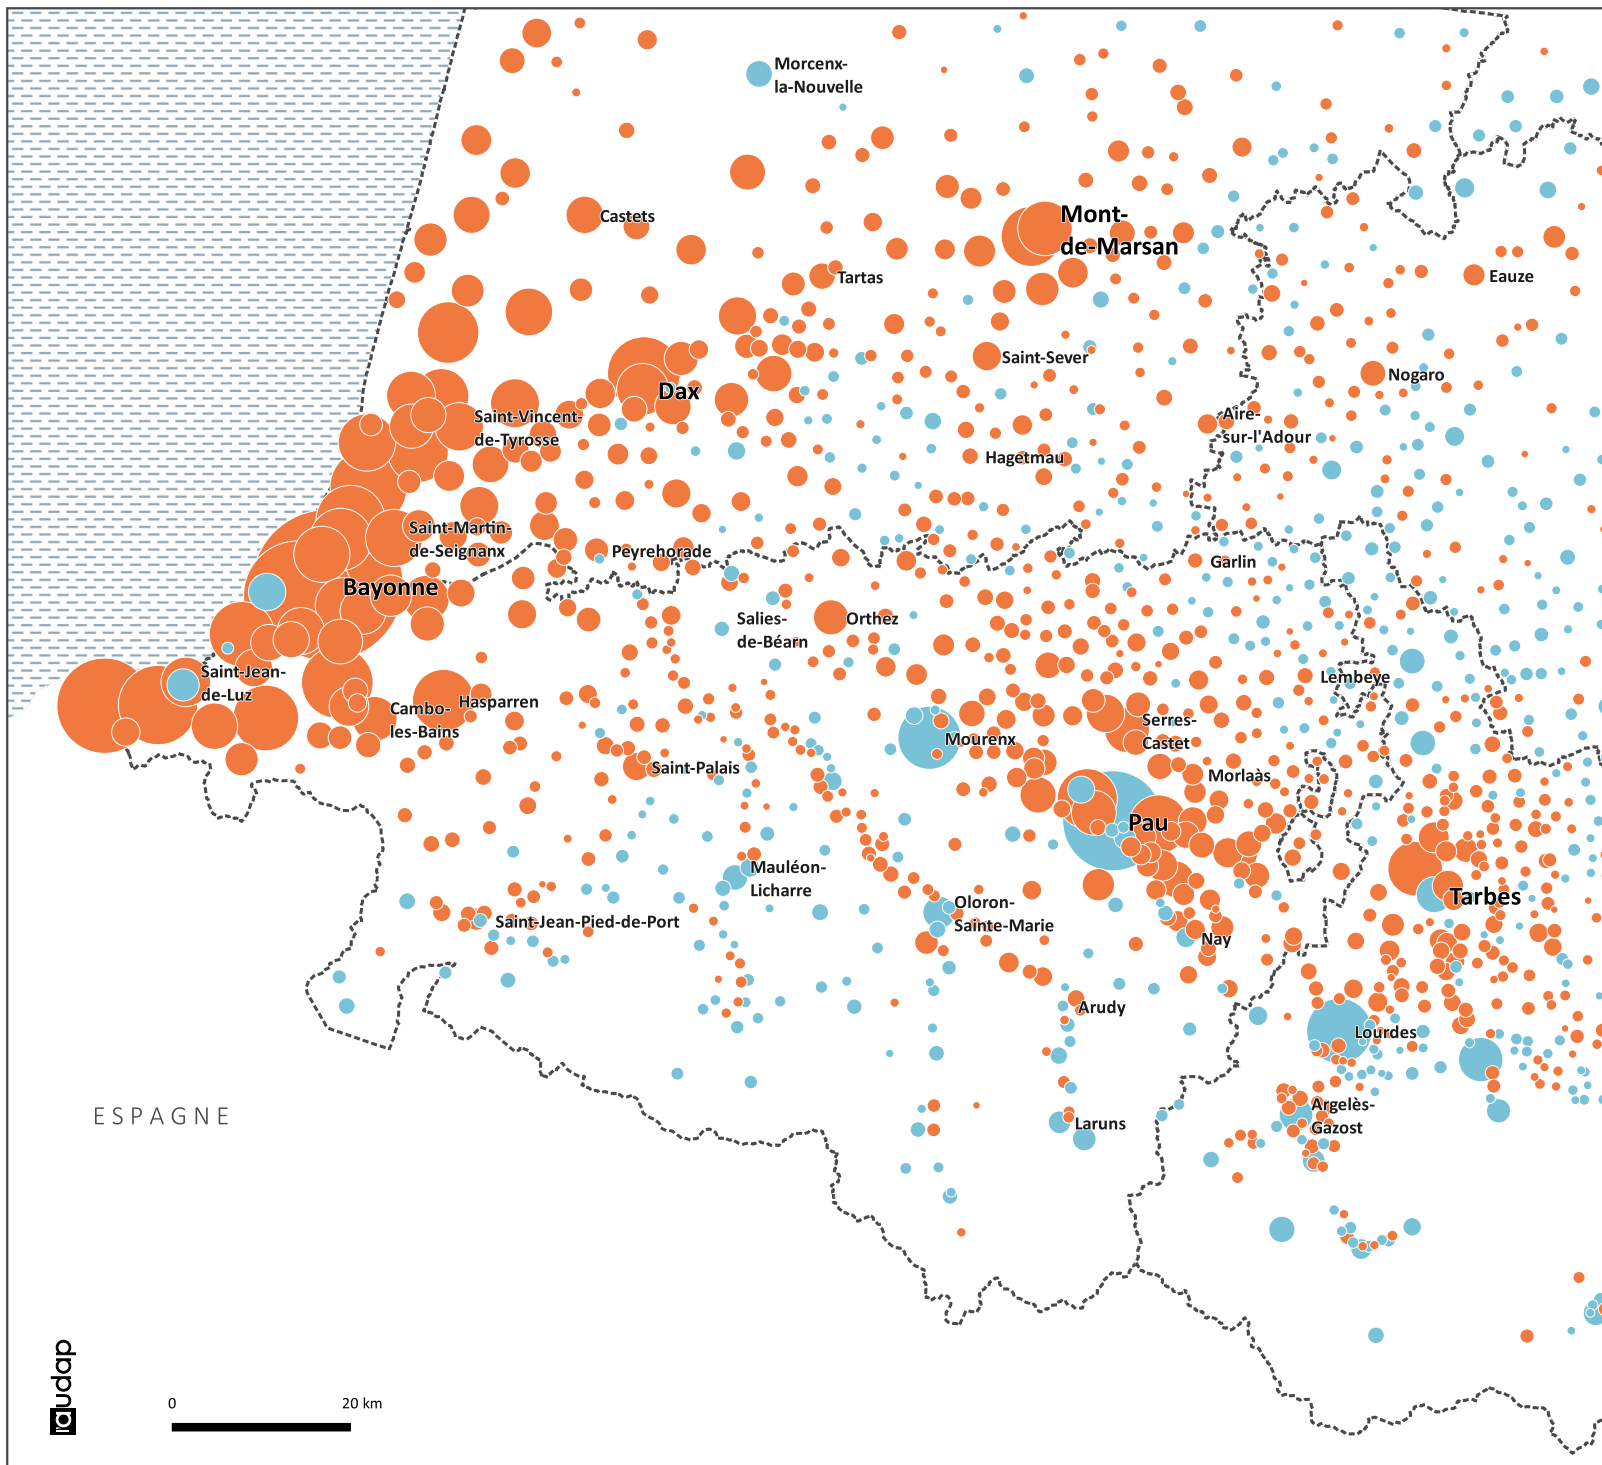 Morcenx-
la-Nouvelle
Castets
Mont-
de-Marsan
Tartas
Eauze
Saint-Sever
Nogaro
Dax
Saint-Vincent-
de-Tyrosse
Aire-
sur-l'Adour
Hagetmau
Saint-Martin-
de-Seignanx
Peyrehorade
Garlin
Bayonne
Salies-
de-Béarn
Orthez
Saint-Jean-
de-Luz
Lembeye
Hasparren
Cambo-
les-Bains
Serres-
Castet
Mourenx
Saint-Palais
Morlaàs
Pau
Mauléon-
Licharre
Tarbes
Oloron-
Sainte-Marie
Saint-Jean-Pied-de-Port
Nay
Arudy
Lourdes
ESPAGNE
Laruns
Argelès-
Gazost
audap
0 20 km